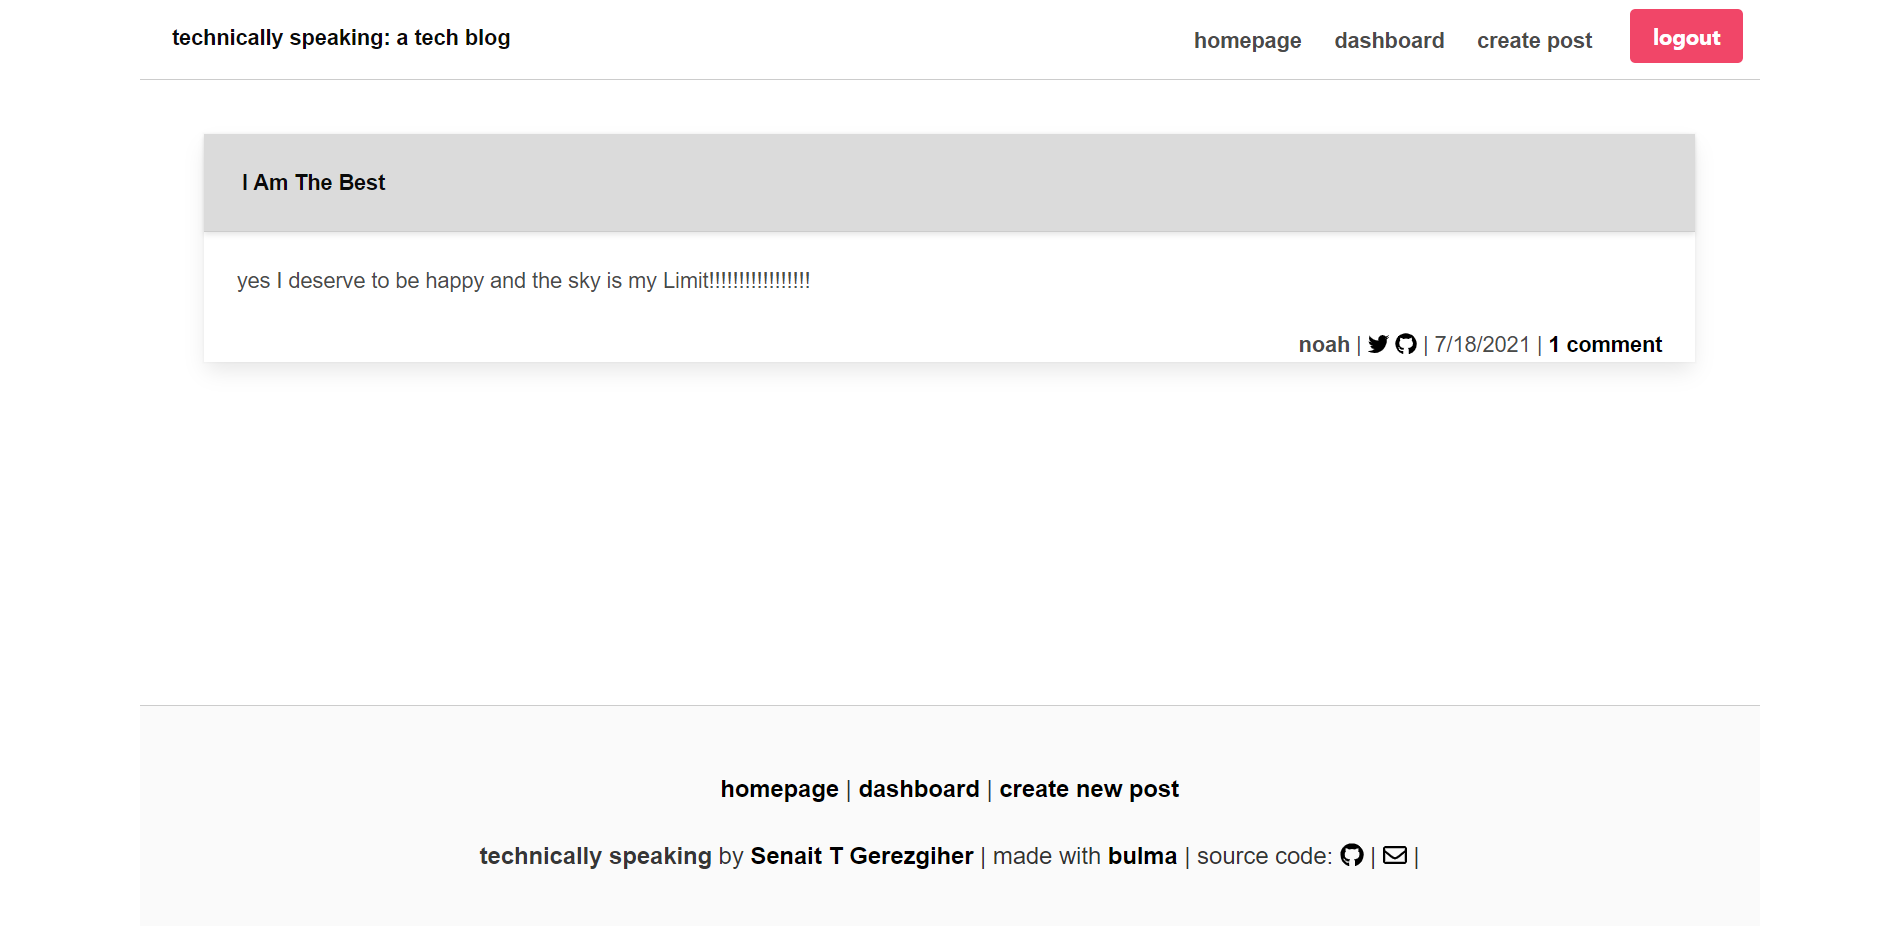 technically speaking: a tech blog
homepage dashboard create post logout
I Am The Best
yes I deserve to be happy and the sky is my Limit!!!!!!!!!!!!!!!!!
noah | | 7/18/2021 | 1 comment
homepage | dashboard | create new post
technically speaking by Senait T Gerezgiher | made with bulma | source code: | |